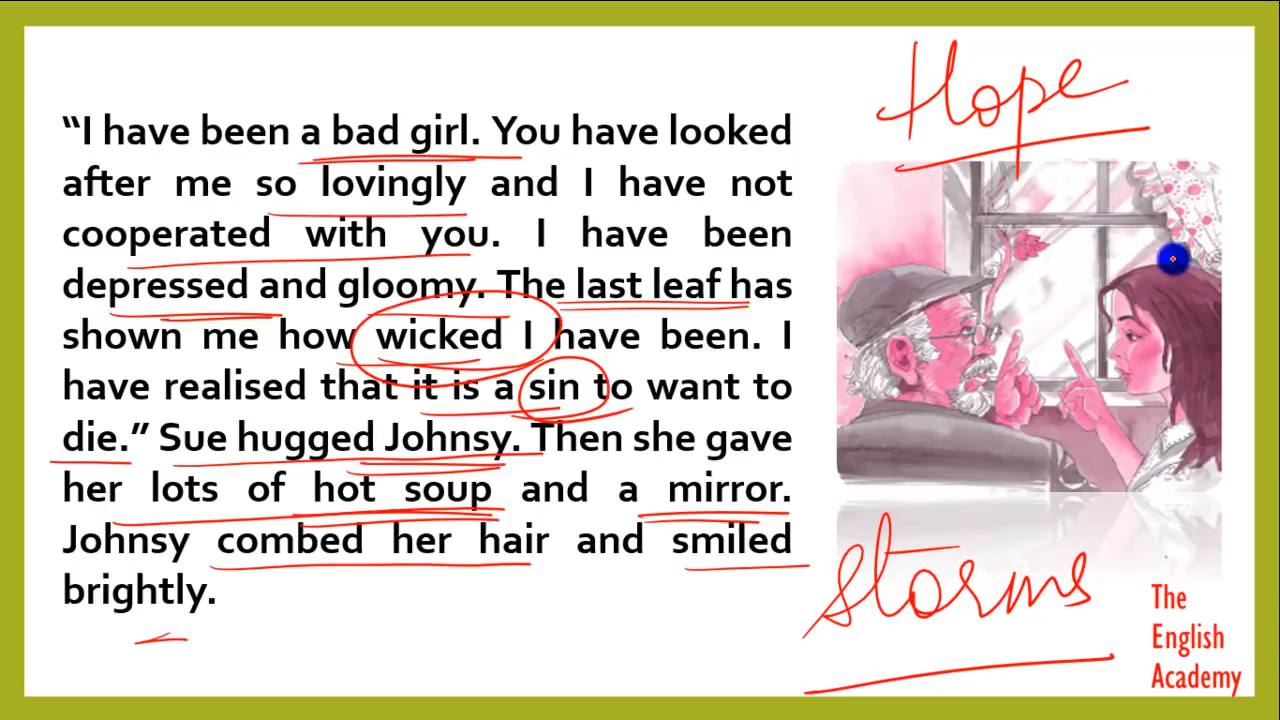 “I have been a bad girl. You have looked
after me so lovingly and I have not
cooperated with you. I have been
depressed and gloomy. The last leaf has
shown me how wicked I have been. I
have realised that it is a sin to want to
die.” Sue hugged Johnsy. Then she gave
her lots of hot soup and a mirror.
Johnsy combed her hair and smiled
brightly.
Hope
Storms
The
English
Academy